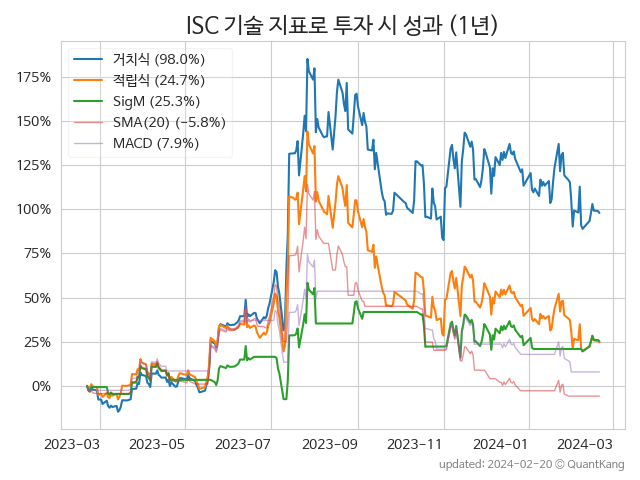 ISC 기술 지표로 투자 시 성과 (1년)
거치식 (98.0%)
적립식 (24.7%)
SigM (25.3%)
SMA(20) (−5.8%)
MACD (7.9%)
175%
150%
125%
100%
75%
50%
25%
0%
2023-03 2023-05 2023-07 2023-09 2023-11 2024-01 2024-03
updated: 2024-02-20 © QuantKang